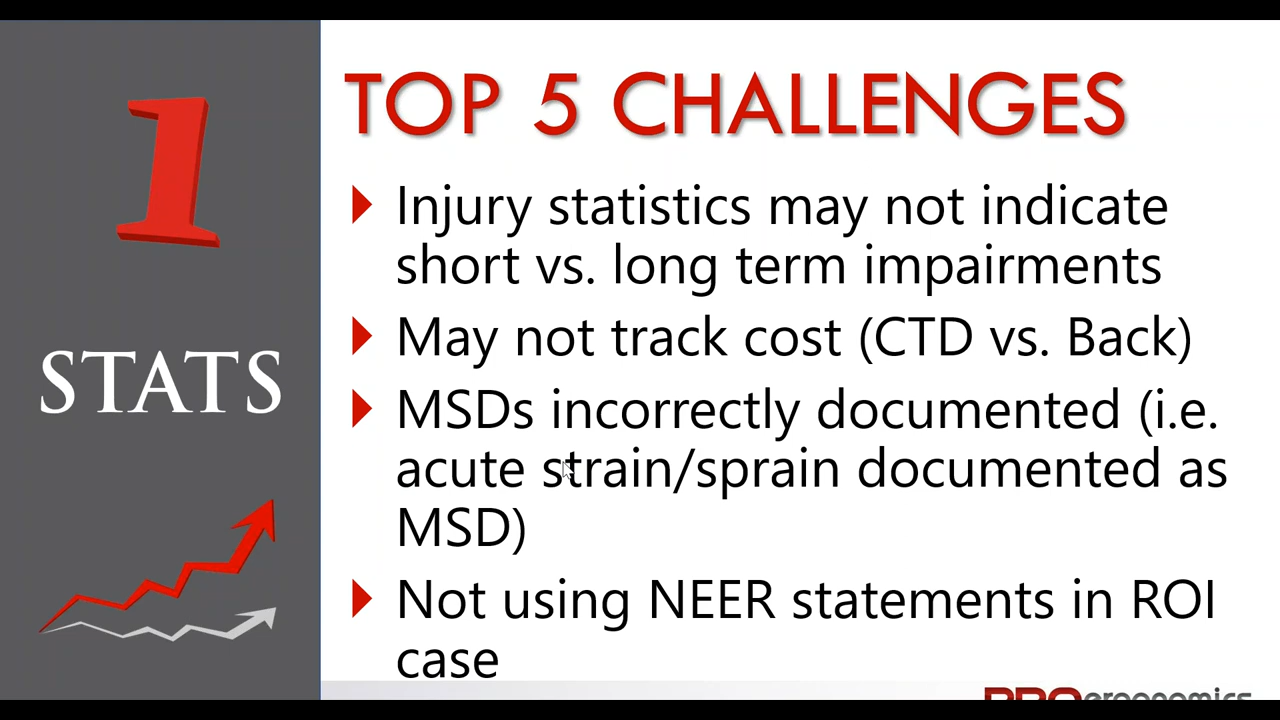 1
STATS
TOP 5 CHALLENGES
Injury statistics may not indicate
short vs. long term impairments
May not track cost (CTD vs. Back)
MSDs incorrectly documented (i.e.
acute strain/sprain documented as
MSD)
Not using NEER statements in ROI
case
PROergonomics